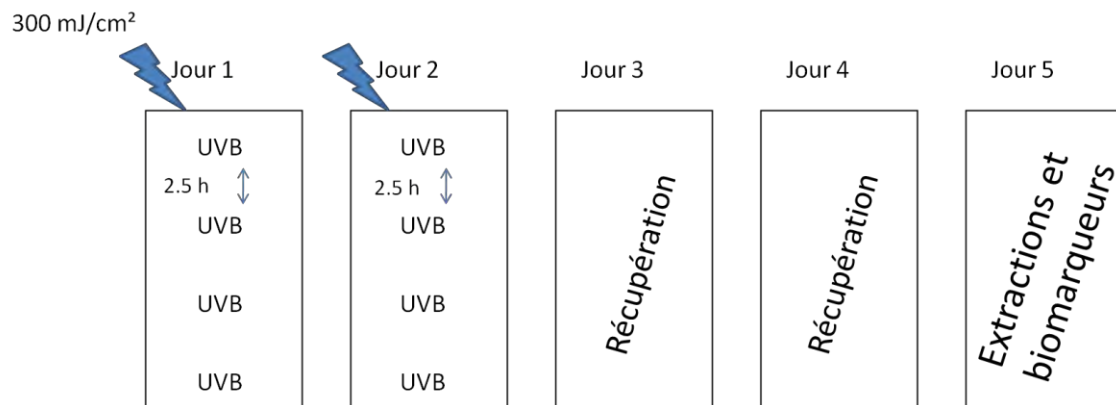 300 mJ/cm²
Jour 1
Jour 2
Jour 3
Jour 4
Jour 5
UVB
2.5 h
UVB
UVB
UVB
UVB
2.5 h
UVB
UVB
UVB
Récupération
Récupération
Extractions et
biomarqueurs